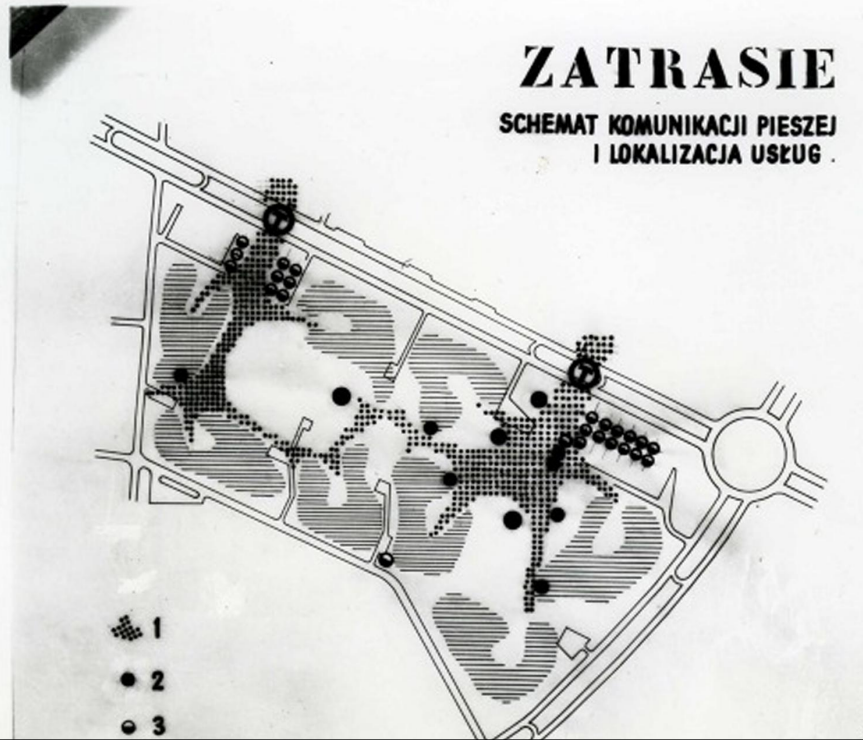 ZATRASIE
SCHEMAT KOMUNIKACJI PIESZEJ
I LOKALIZACJA USŁUG .
T
T
1
2
3